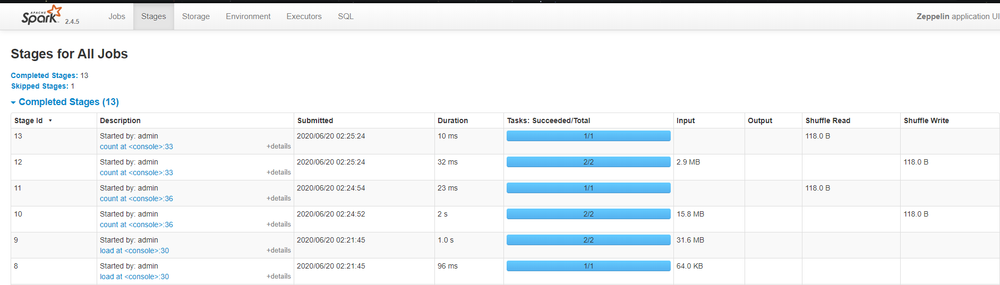 APACHE
Spark 2.4.5 Jobs Stages Storage Environment Executors SQL Zeppelin application UI
Stages for All Jobs
Completed Stages: 13
Skipped Stages: 1
Completed Stages (13)
Stage Id Description Submitted Duration Tasks: Succeeded/Total Input Output Shuffle Read Shuffle Write
13 Started by: admin 2020/06/20 02:25:24 10 ms 1/1 118.0 B
count at <console>:33 +details
12 Started by: admin 2020/06/20 02:25:24 32 ms 2/2 2.9 MB 118.0 B
count at <console>:33 +details
11 Started by: admin 2020/06/20 02:24:54 23 ms 1/1 118.0 B
count at <console>:36 +details
10 Started by: admin 2020/06/20 02:24:52 2 s 2/2 15.8 MB 118.0 B
count at <console>:36 +details
9 Started by: admin 2020/06/20 02:21:45 1.0 s 2/2 31.6 MB
load at <console>:30 +details
8 Started by: admin 2020/06/20 02:21:45 96 ms 1/1 64.0 KB
load at <console>:30 +details